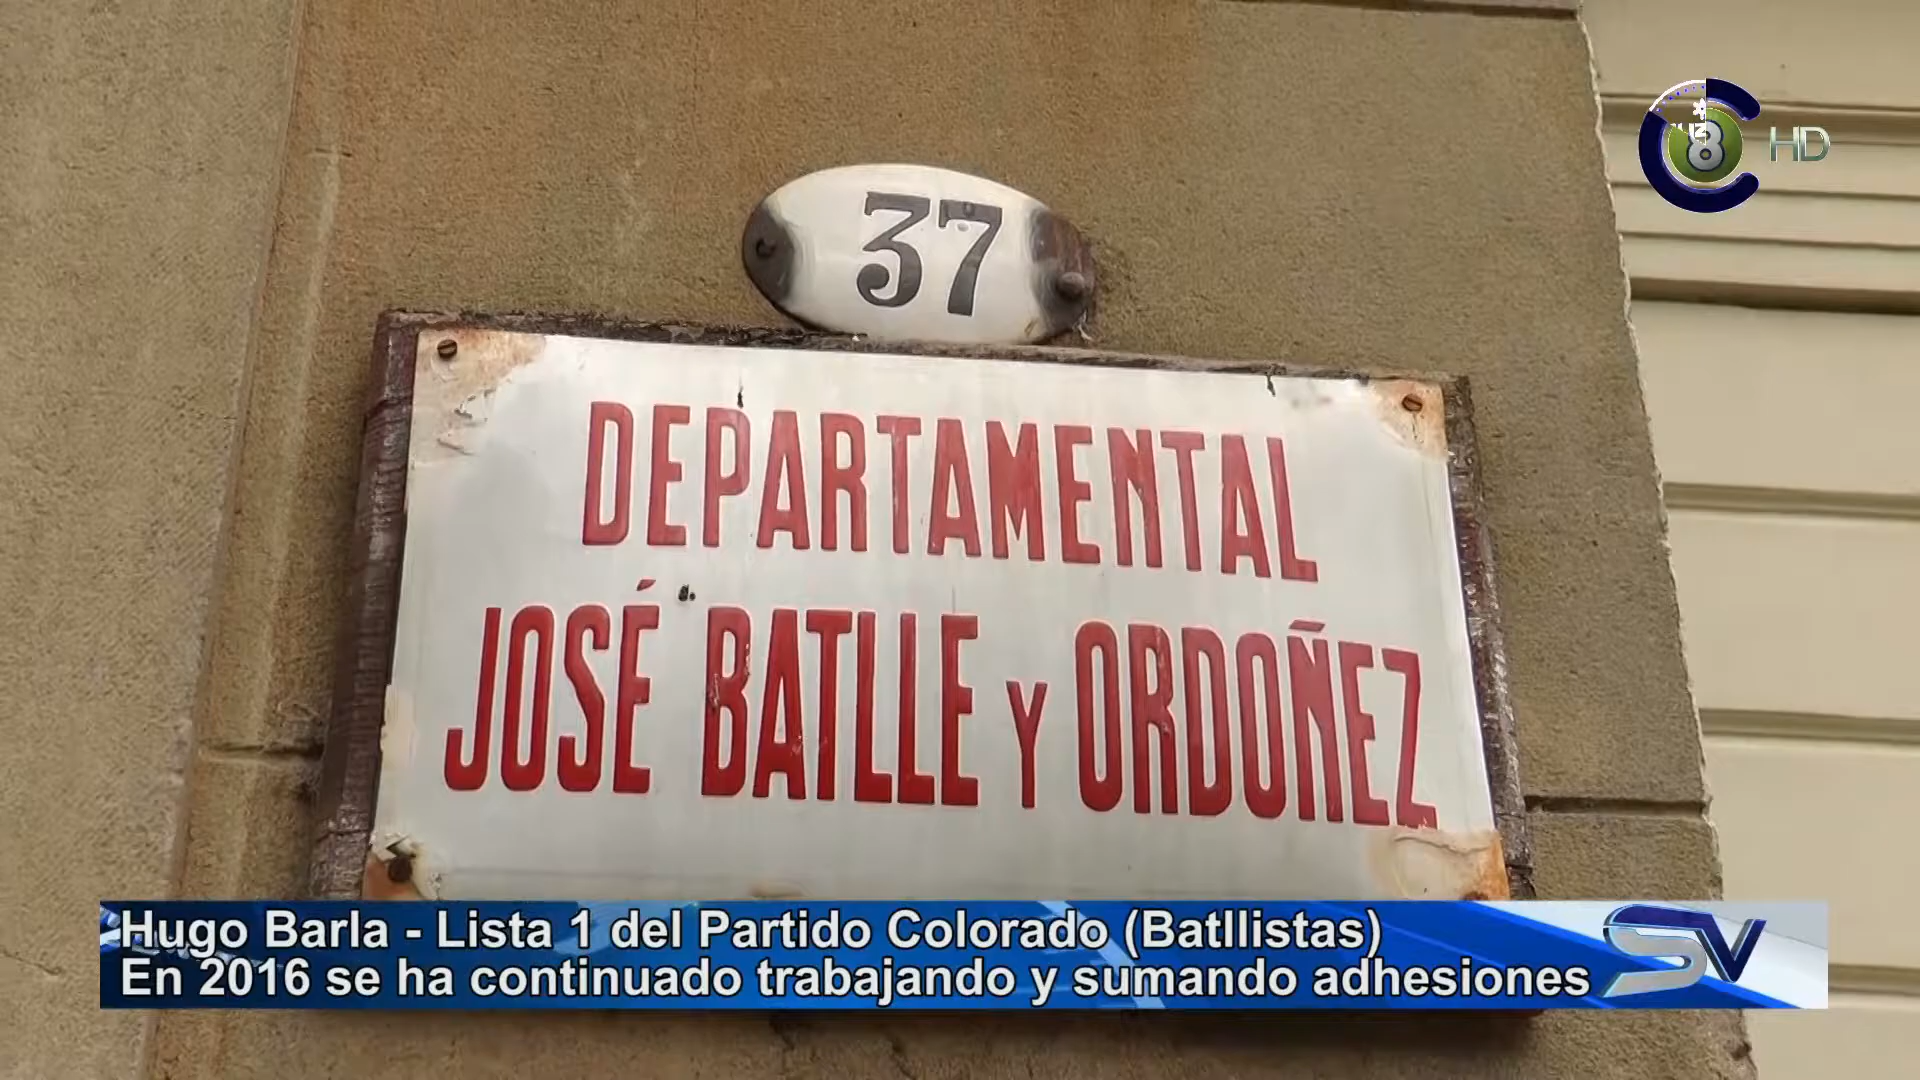 8
HD
37
DEPARTAMENTAL
JOSÉ BATLLE Y ORDOÑEZ
Hugo Barla - Lista 1 del Partido Colorado (Batllistas)
En 2016 se ha continuado trabajando y sumando adhesiones
SV